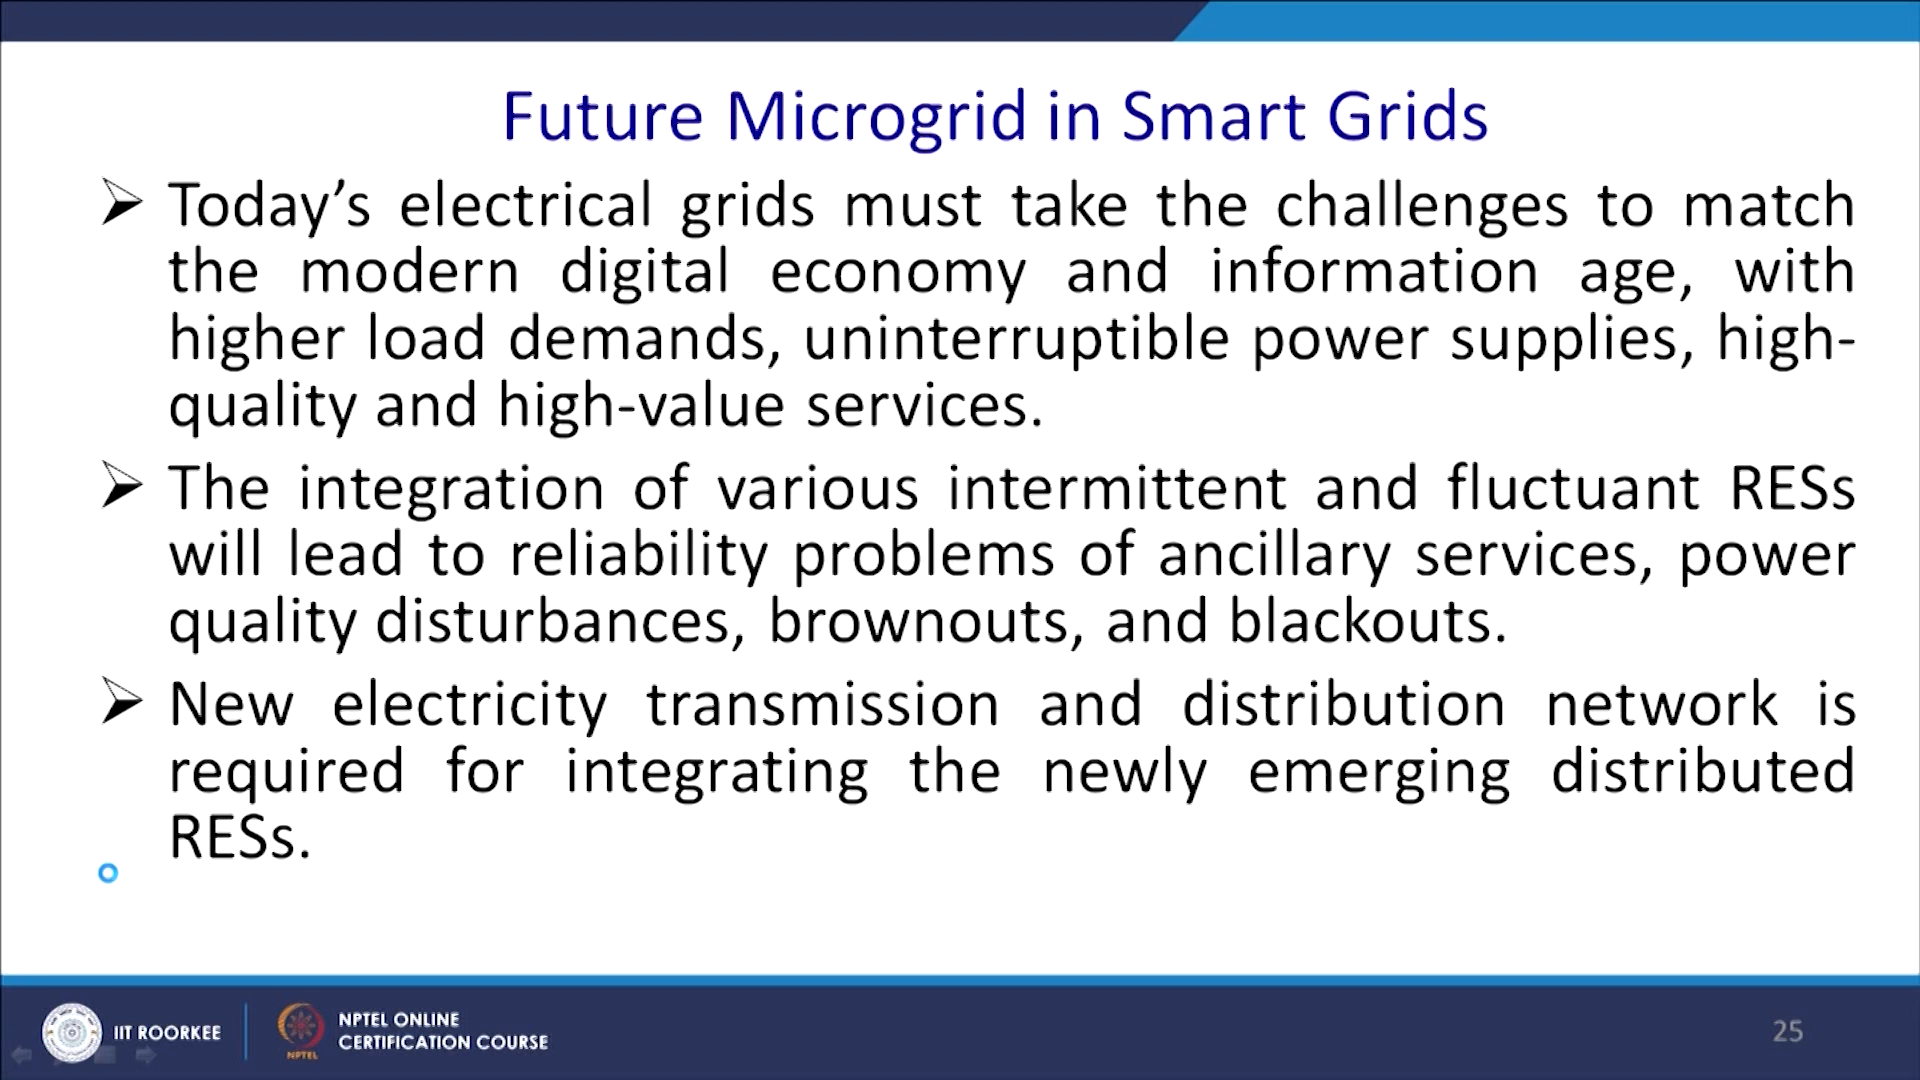 Future Microgrid in Smart Grids
Today’s electrical grids must take the challenges to match
the modern digital economy and information age, with
higher load demands, uninterruptible power supplies, high-
quality and high-value services.
The integration of various intermittent and fluctuant RESs
will lead to reliability problems of ancillary services, power
quality disturbances, brownouts, and blackouts.
New electricity transmission and distribution network is
required for integrating the newly emerging distributed
RESs.
IIT ROORKEE
NPTEL
NPTEL ONLINE
CERTIFICATION COURSE
25